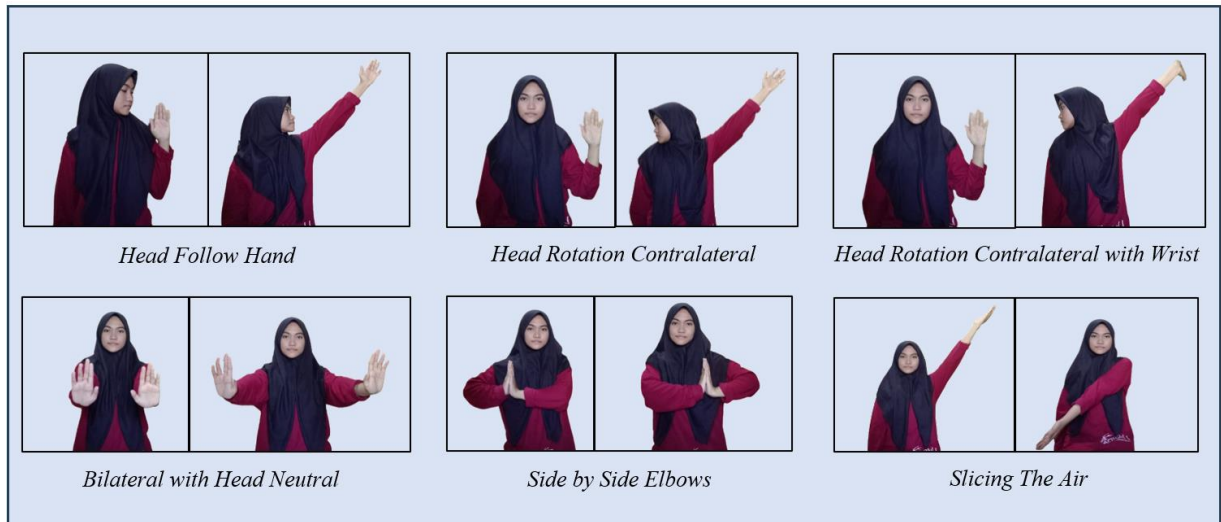 Head Follow Hand
Head Rotation Contralateral
Head Rotation Contralateral with Wrist
Bilateral with Head Neutral
Side by Side Elbows
Slicing The Air